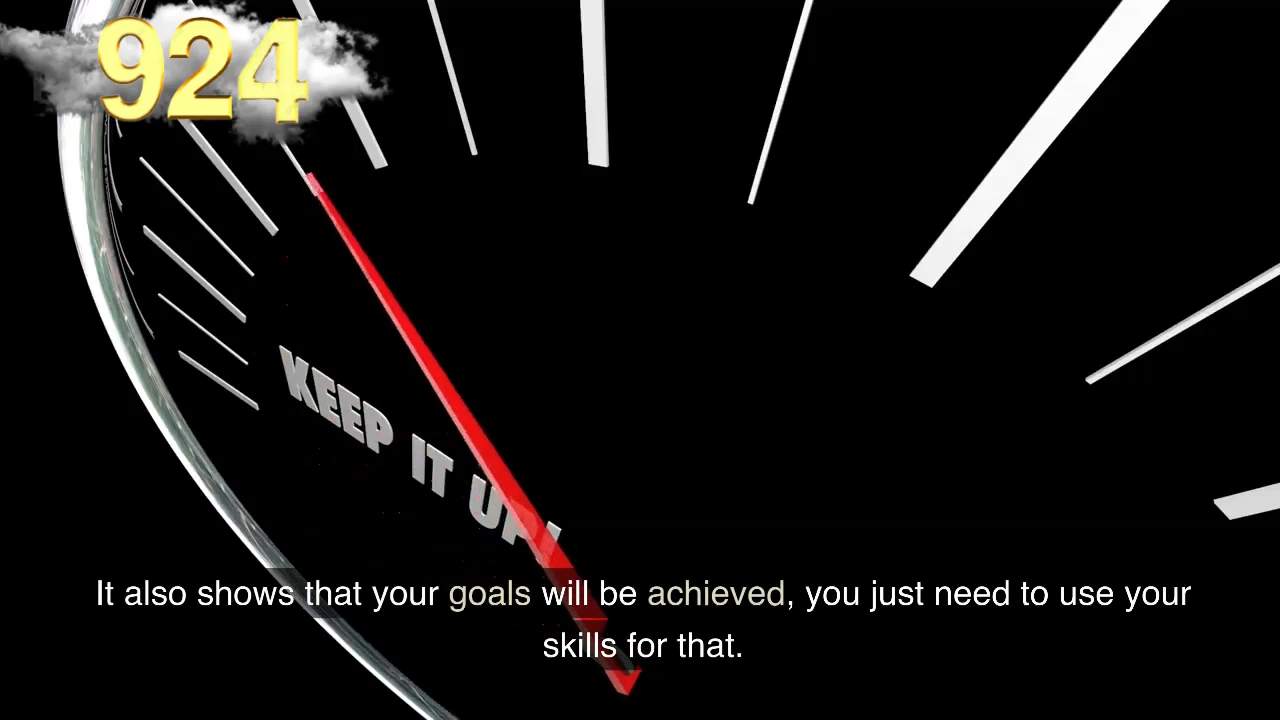 924
KEEP IT UP!
It also shows that your goals will be achieved, you just need to use your
skills for that.